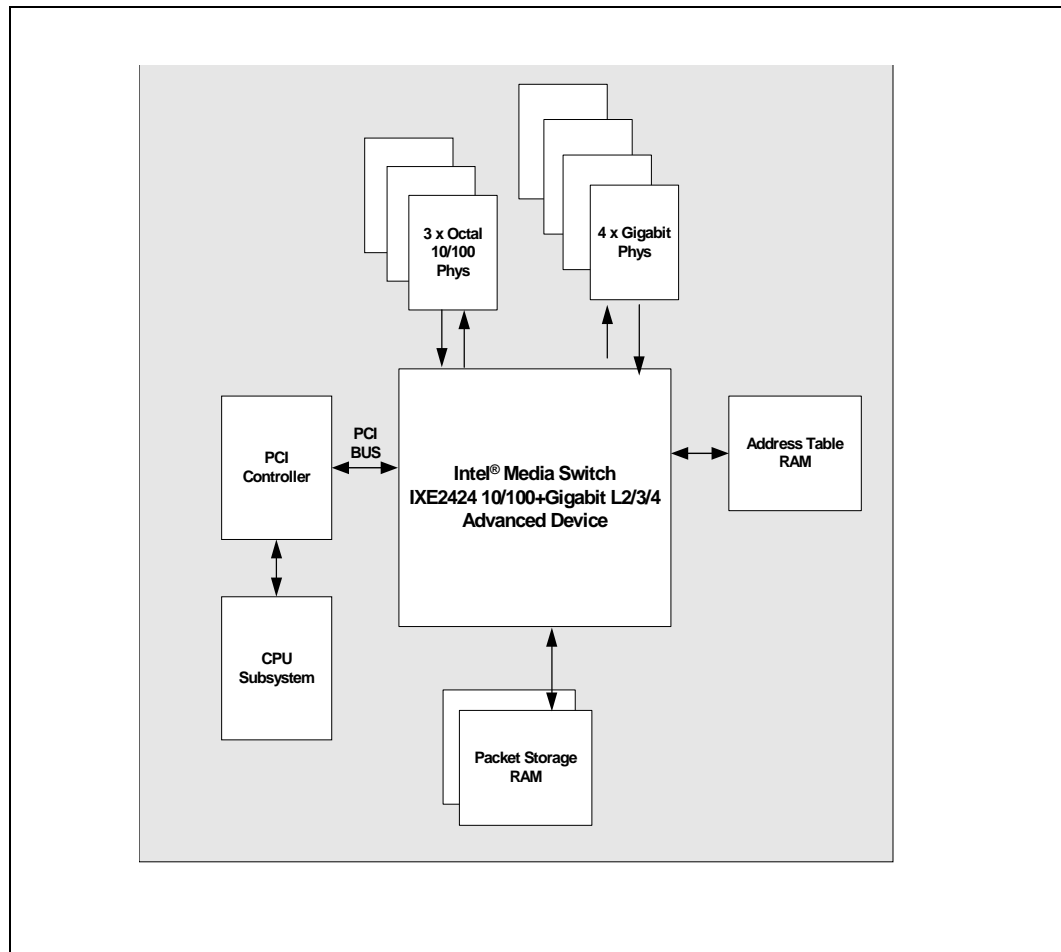 3 x Octal
10/100
Phys
4 x Gigabit
Phys
PCI
Controller
PCI
BUS
Intel® Media Switch
IXE2424 10/100+Gigabit L2/3/4
Advanced Device
Address Table
RAM
CPU
Subsystem
Packet Storage
RAM